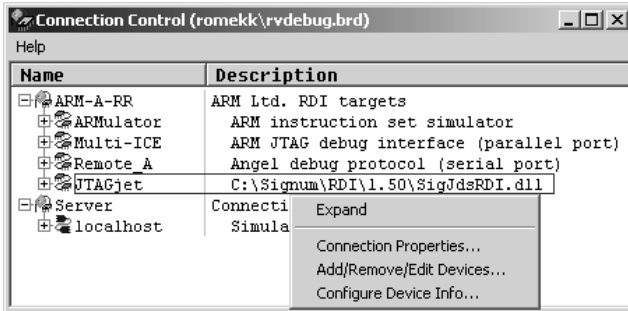 Connection Control (romekk\rvdebug.brd)
Help
Name Description
ARM-A-RR ARM Ltd. RDI targets
ARMulator ARM instruction set simulator
Multi-ICE ARM JTAG debug interface (parallel port)
Remote_A Angel debug protocol (serial port)
JTAGjet C:\Signum\RDI\1.50\SigJdsRDI.dll
Server Connecti
localhost Simula
Expand
Connection Properties...
Add/Remove/Edit Devices...
Configure Device Info...